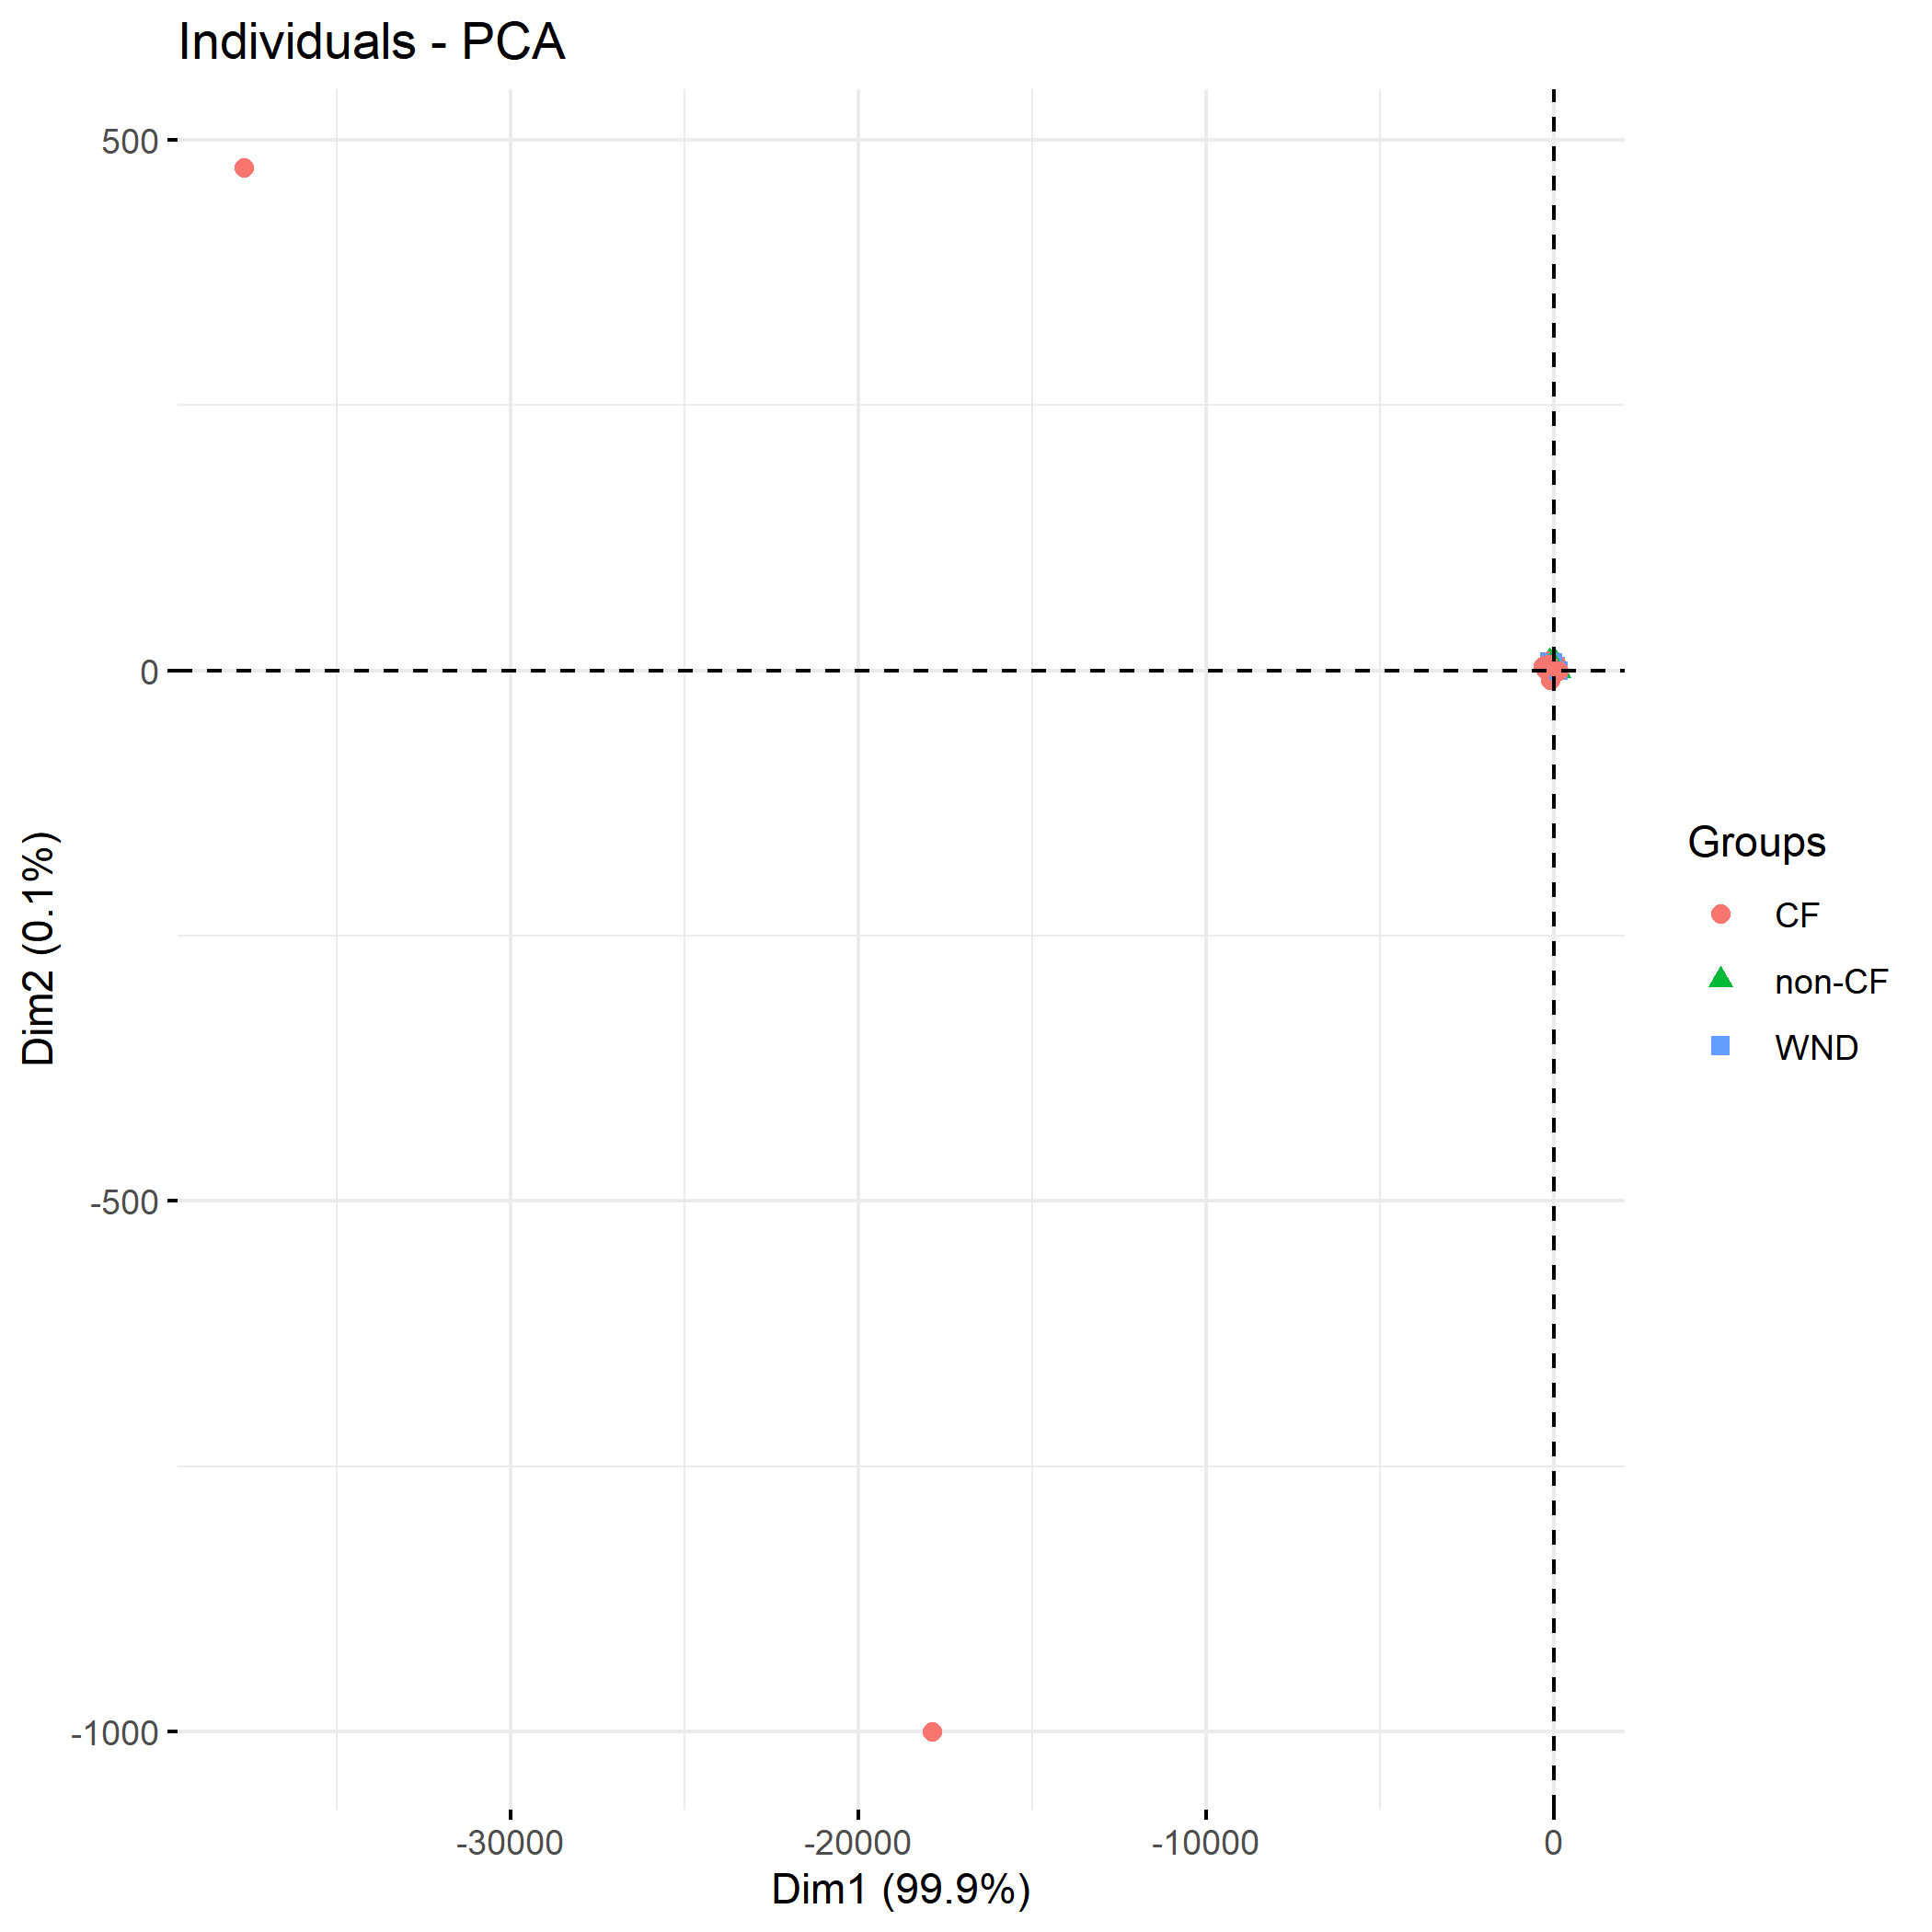 Individuals - PCA
500
0
-500
-1000
Dim2 (0.1%)
-30000
-20000
-10000
0
Dim1 (99.9%)
Groups
CF
non-CF
WND